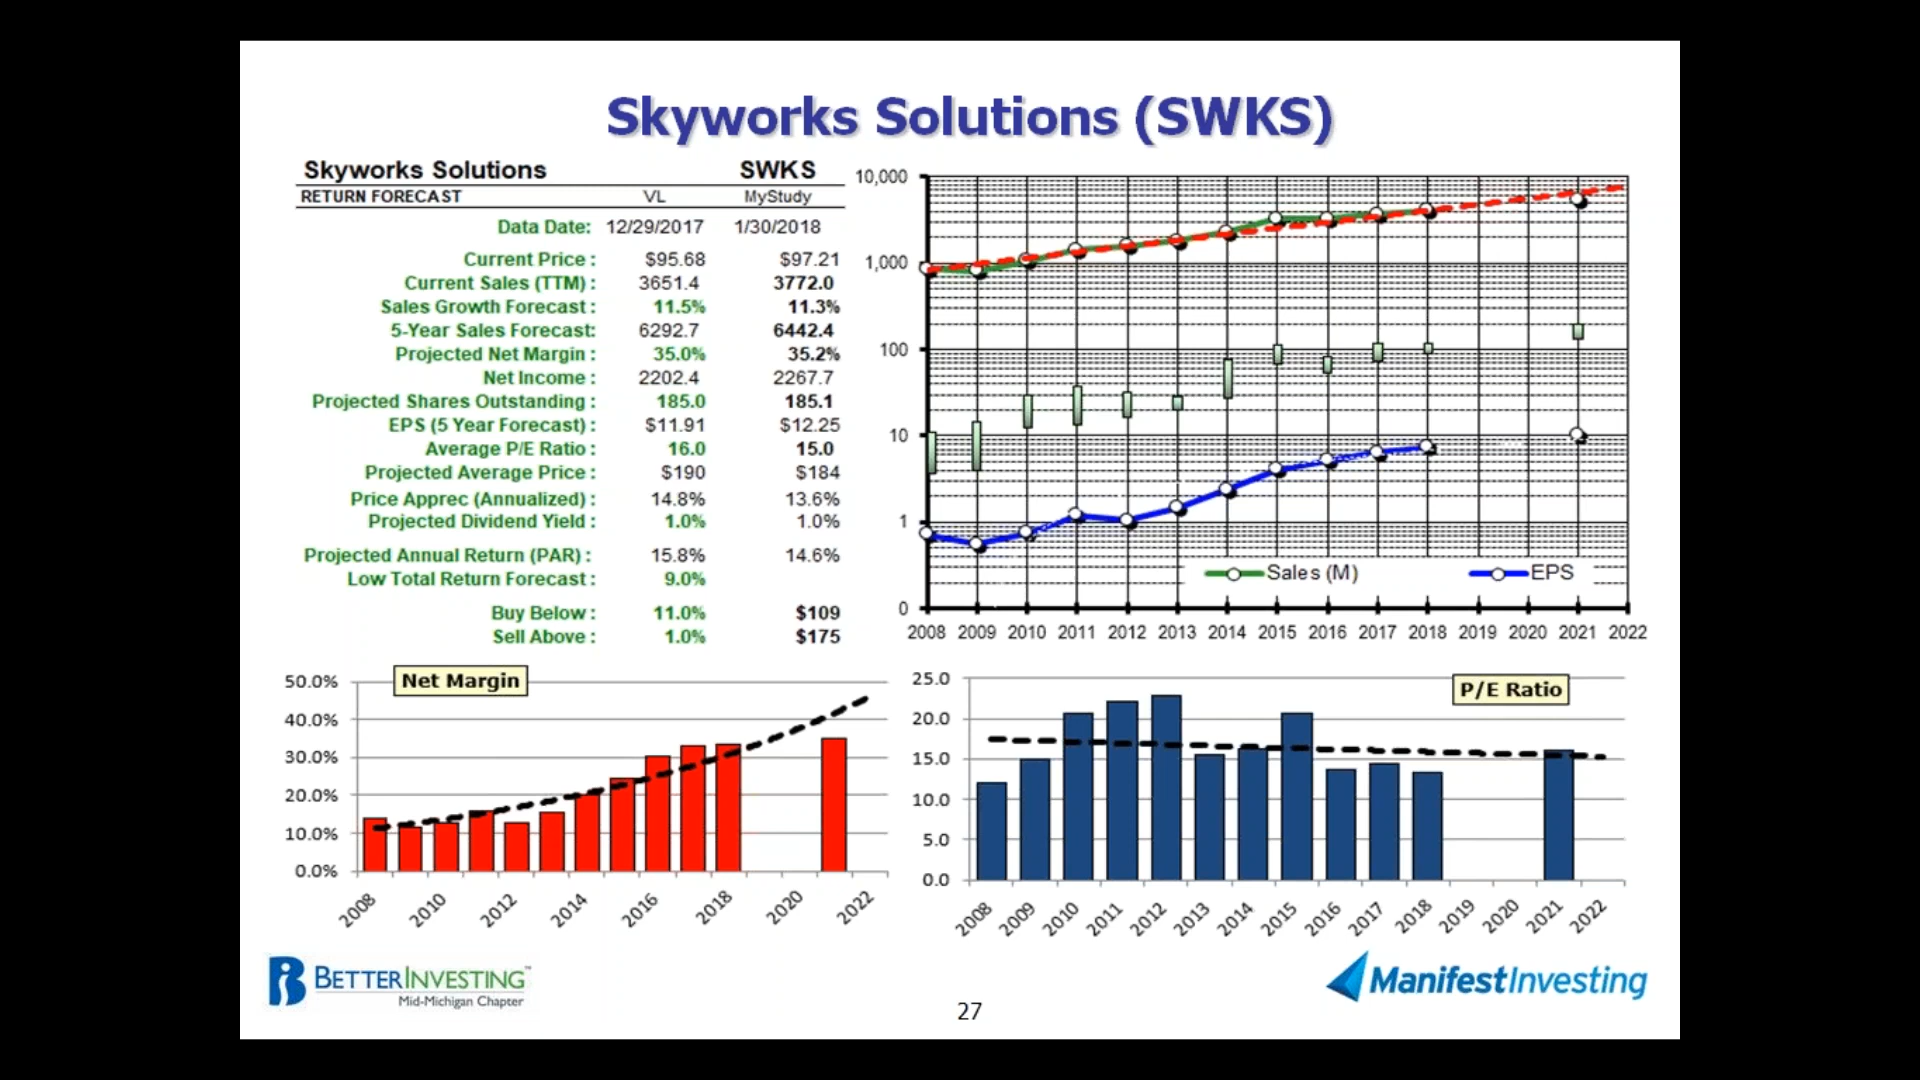 Skyworks Solutions (SWKS)
Skyworks Solutions SWKS
RETURN FORECAST VL MyStudy
Data Date: 12/29/2017 1/30/2018
Current Price : $95.68 $97.21
Current Sales (TTM) : 3651.4 3772.0
Sales Growth Forecast : 11.5% 11.3%
5-Year Sales Forecast: 6292.7 6442.4
Projected Net Margin : 35.0% 35.2%
Net Income : 2202.4 2267.7
Projected Shares Outstanding : 185.0 185.1
EPS (5 Year Forecast) : $11.91 $12.25
Average P/E Ratio : 16.0 15.0
Projected Average Price : $190 $184
Price Apprec (Annualized) : 14.8% 13.6%
Projected Dividend Yield : 1.0% 1.0%
Projected Annual Return (PAR) : 15.8% 14.6%
Low Total Return Forecast : 9.0%
Buy Below : 11.0% $109
Sell Above : 1.0% $175
10,000
1,000
100
10
1
0
Sales (M) EPS
2008 2009 2010 2011 2012 2013 2014 2015 2016 2017 2018 2019 2020 2021 2022
Net Margin
50.0%
40.0%
30.0%
20.0%
10.0%
0.0%
2008 2010 2012 2014 2016 2018 2020 2022
P/E Ratio
25.0
20.0
15.0
10.0
5.0
0.0
2008 2009 2010 2011 2012 2013 2014 2015 2016 2017 2018 2019 2020 2021 2022
BETTERINVESTING™
Mid-Michigan Chapter
27
ManifestInvesting